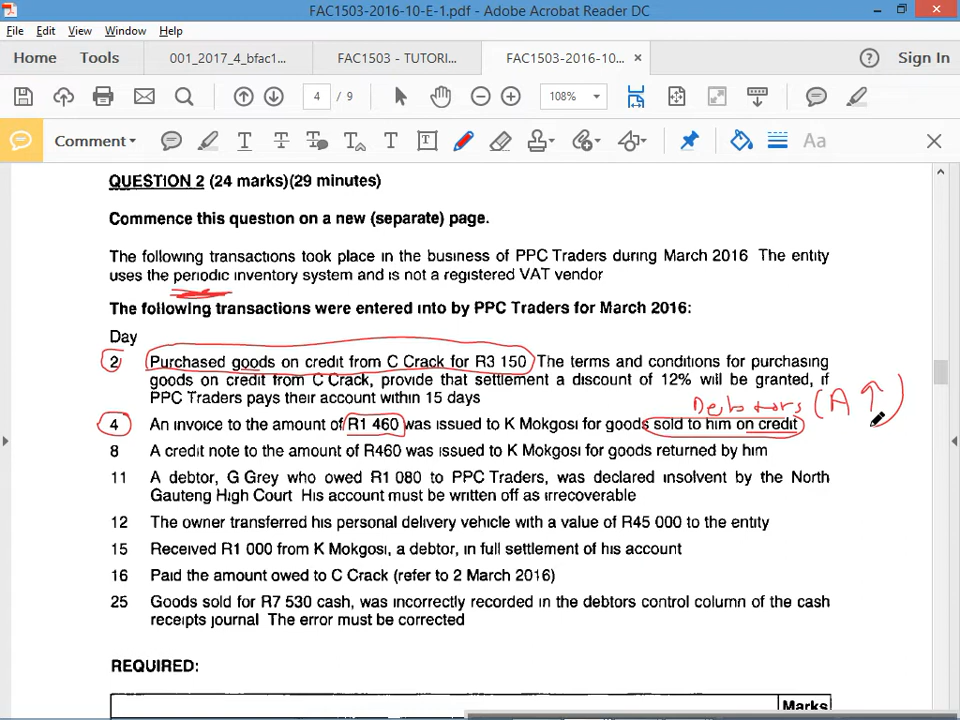 FAC1503-2016-10-E-1.pdf - Adobe Acrobat Reader DC
File Edit View Window Help
Home Tools 001_2017_4_bfac1... FAC1503 - TUTORI... FAC1503-2016-10... × Sign In
4 / 9 108%
Comment
QUESTION 2 (24 marks)(29 minutes)
Commence this question on a new (separate) page.
The following transactions took place in the business of PPC Traders during March 2016 The entity
uses the periodic inventory system and is not a registered VAT vendor
The following transactions were entered into by PPC Traders for March 2016:
Day
2 Purchased goods on credit from C Crack for R3 150 The terms and conditions for purchasing
goods on credit from C Crack, provide that settlement a discount of 12% will be granted, if
PPC Traders pays their account within 15 days
Debtors (A ↑)
4 An invoice to the amount of R1 460 was issued to K Mokgosi for goods sold to him on credit
8 A credit note to the amount of R460 was issued to K Mokgosi for goods returned by him
11 A debtor, G Grey who owed R1 080 to PPC Traders, was declared insolvent by the North
Gauteng High Court His account must be written off as irrecoverable
12 The owner transferred his personal delivery vehicle with a value of R45 000 to the entity
15 Received R1 000 from K Mokgosi, a debtor, in full settlement of his account
16 Paid the amount owed to C Crack (refer to 2 March 2016)
25 Goods sold for R7 530 cash, was incorrectly recorded in the debtors control column of the cash
receipts journal The error must be corrected
REQUIRED:
Marks